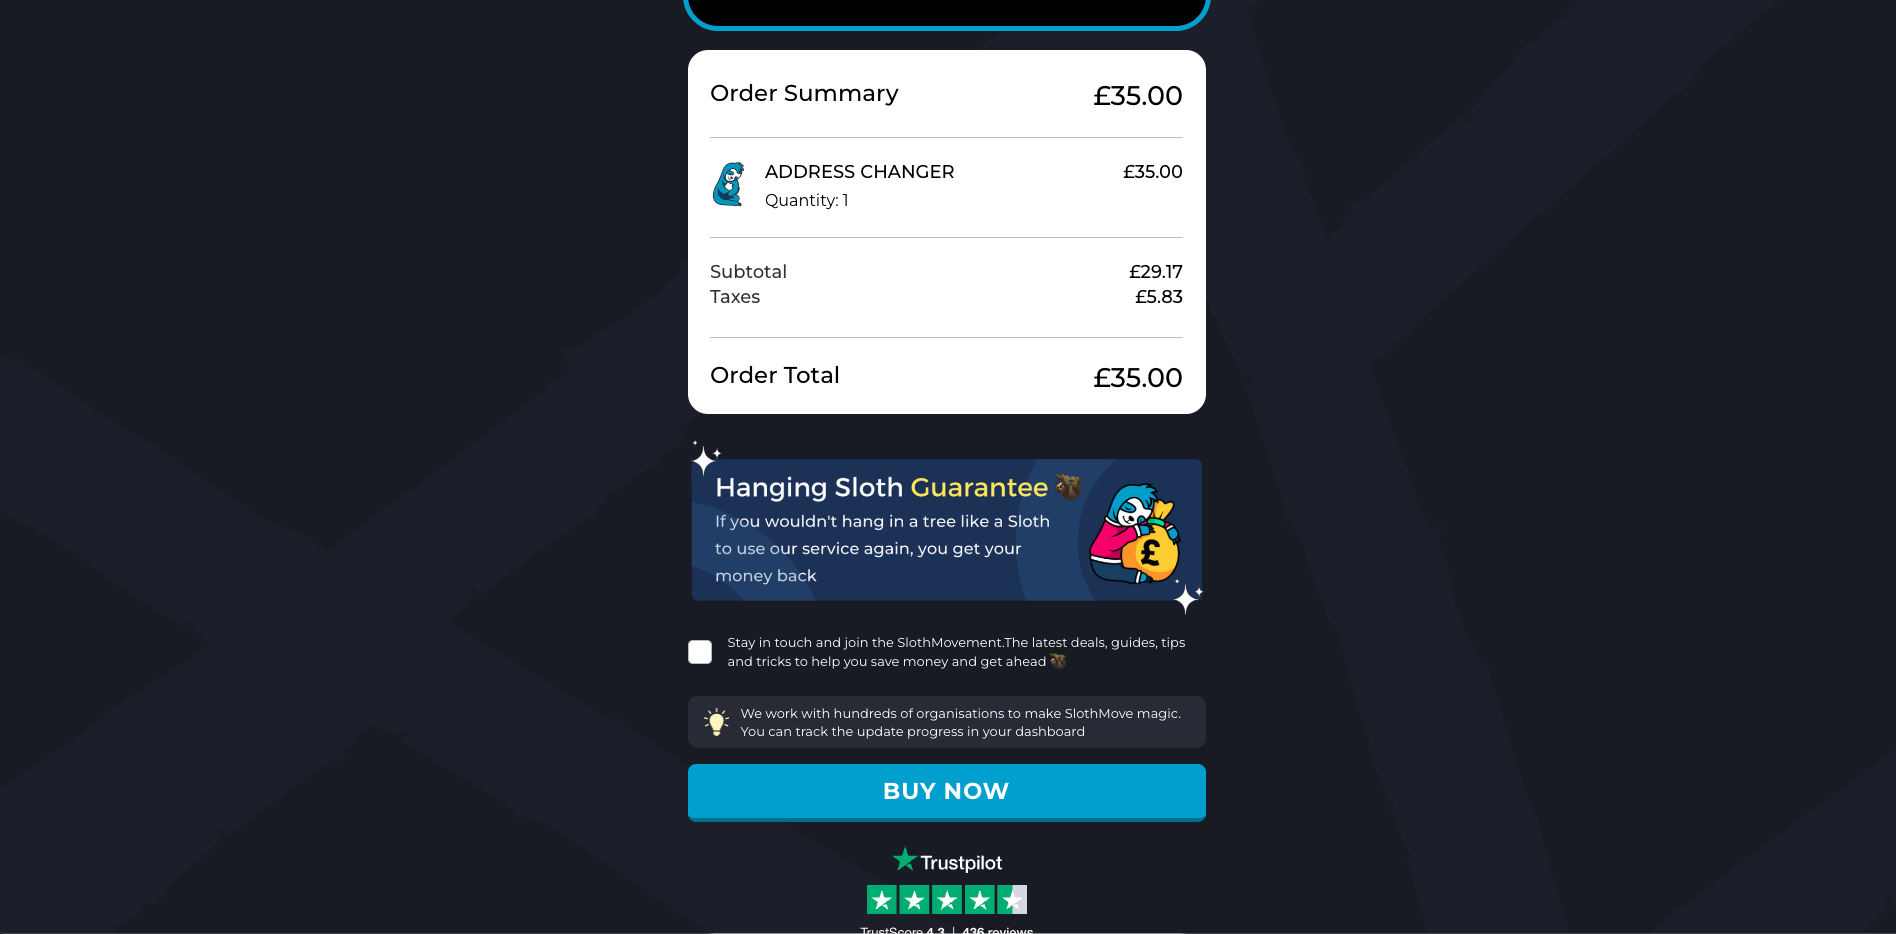 Order Summary £35.00
ADDRESS CHANGER £35.00
Quantity: 1
Subtotal £29.17
Taxes £5.83
Order Total £35.00
Hanging Sloth Guarantee
If you wouldn't hang in a tree like a Sloth
to use our service again, you get your
money back
£
Stay in touch and join the SlothMovement.The latest deals, guides, tips
and tricks to help you save money and get ahead
We work with hundreds of organisations to make SlothMove magic.
You can track the update progress in your dashboard
BUY NOW
Trustpilot
TrustScore 4.3 | 436 reviews